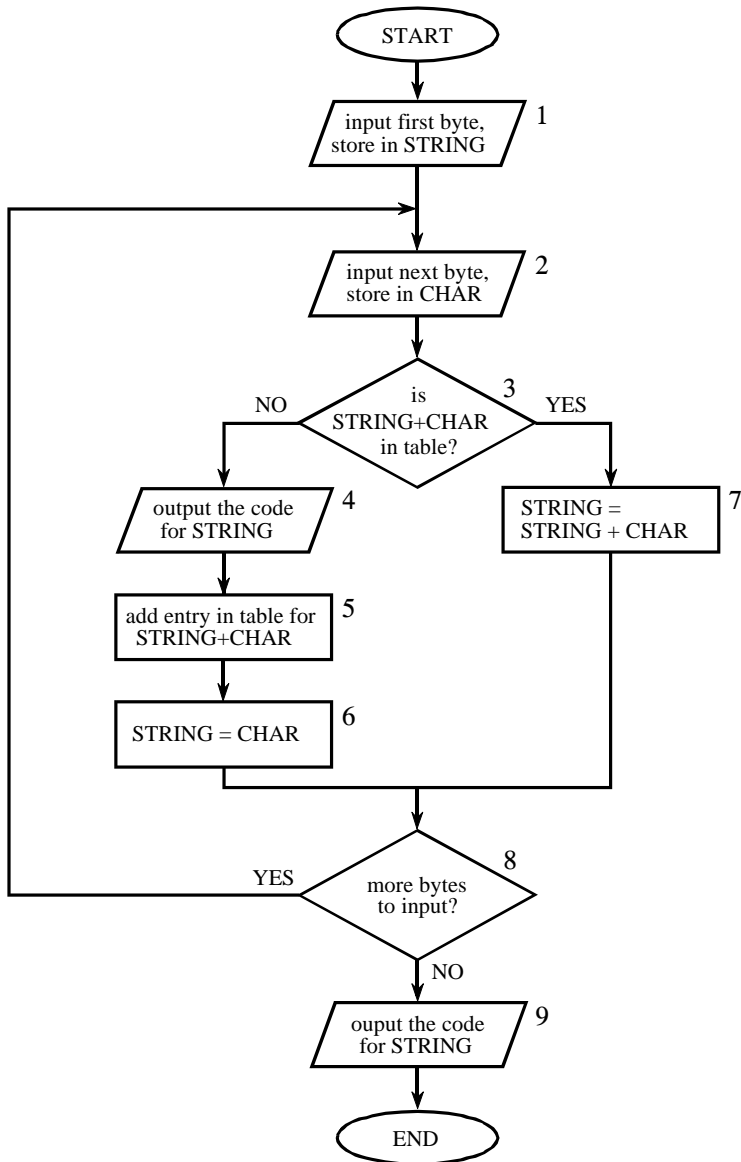 START
1
input first byte,
store in STRING
2
input next byte,
store in CHAR
3
is
STRING+CHAR
in table?
NO
YES
4
output the code
for STRING
7
STRING =
STRING + CHAR
5
add entry in table for
STRING+CHAR
6
STRING = CHAR
8
more bytes
to input?
YES
NO
9
ouput the code
for STRING
END